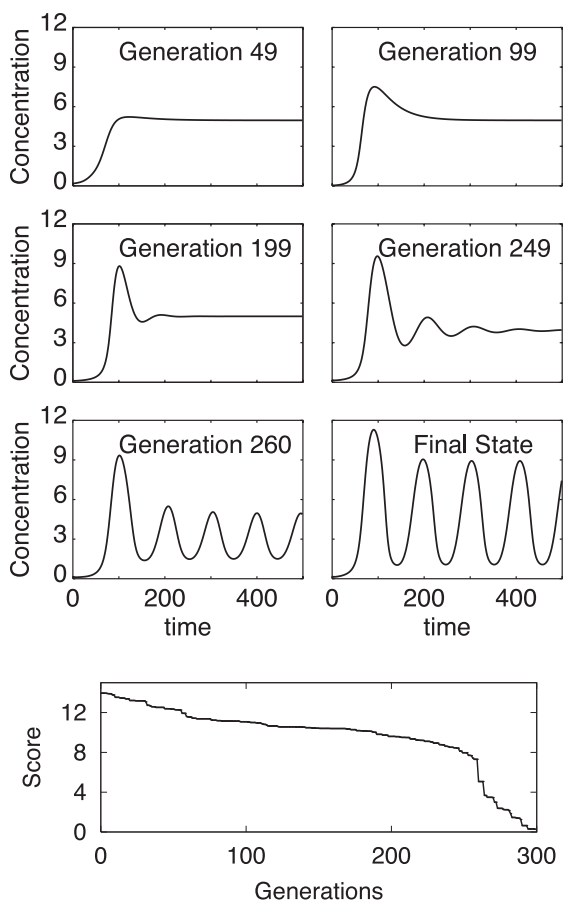 Concentration
12
9
6
3
0
Generation 49
Generation 99
Concentration
12
9
6
3
0
Generation 199
Generation 249
Concentration
12
9
6
3
0
Generation 260
Final State
0 200 400
0 200 400
time
time
Score
12
8
4
0
0 100 200 300
Generations